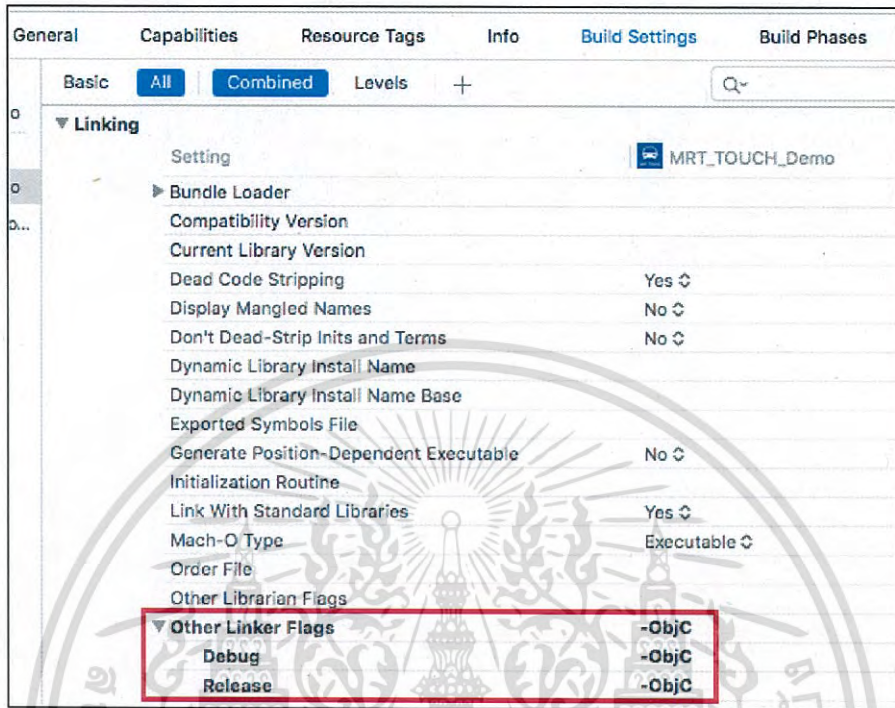 General Capabilities Resource Tags Info Build Settings Build Phases
Basic All Combined Levels +
Linking
Setting MRT_TOUCH_Demo
Bundle Loader
Compatibility Version
Current Library Version
Dead Code Stripping Yes
Display Mangled Names No
Don't Dead-Strip Inits and Terms No
Dynamic Library Install Name
Dynamic Library Install Name Base
Exported Symbols File
Generate Position-Dependent Executable No
Initialization Routine
Link With Standard Libraries Yes
Mach-O Type Executable
Order File
Other Librarian Flags
Other Linker Flags -ObjC
Debug -ObjC
Release -ObjC